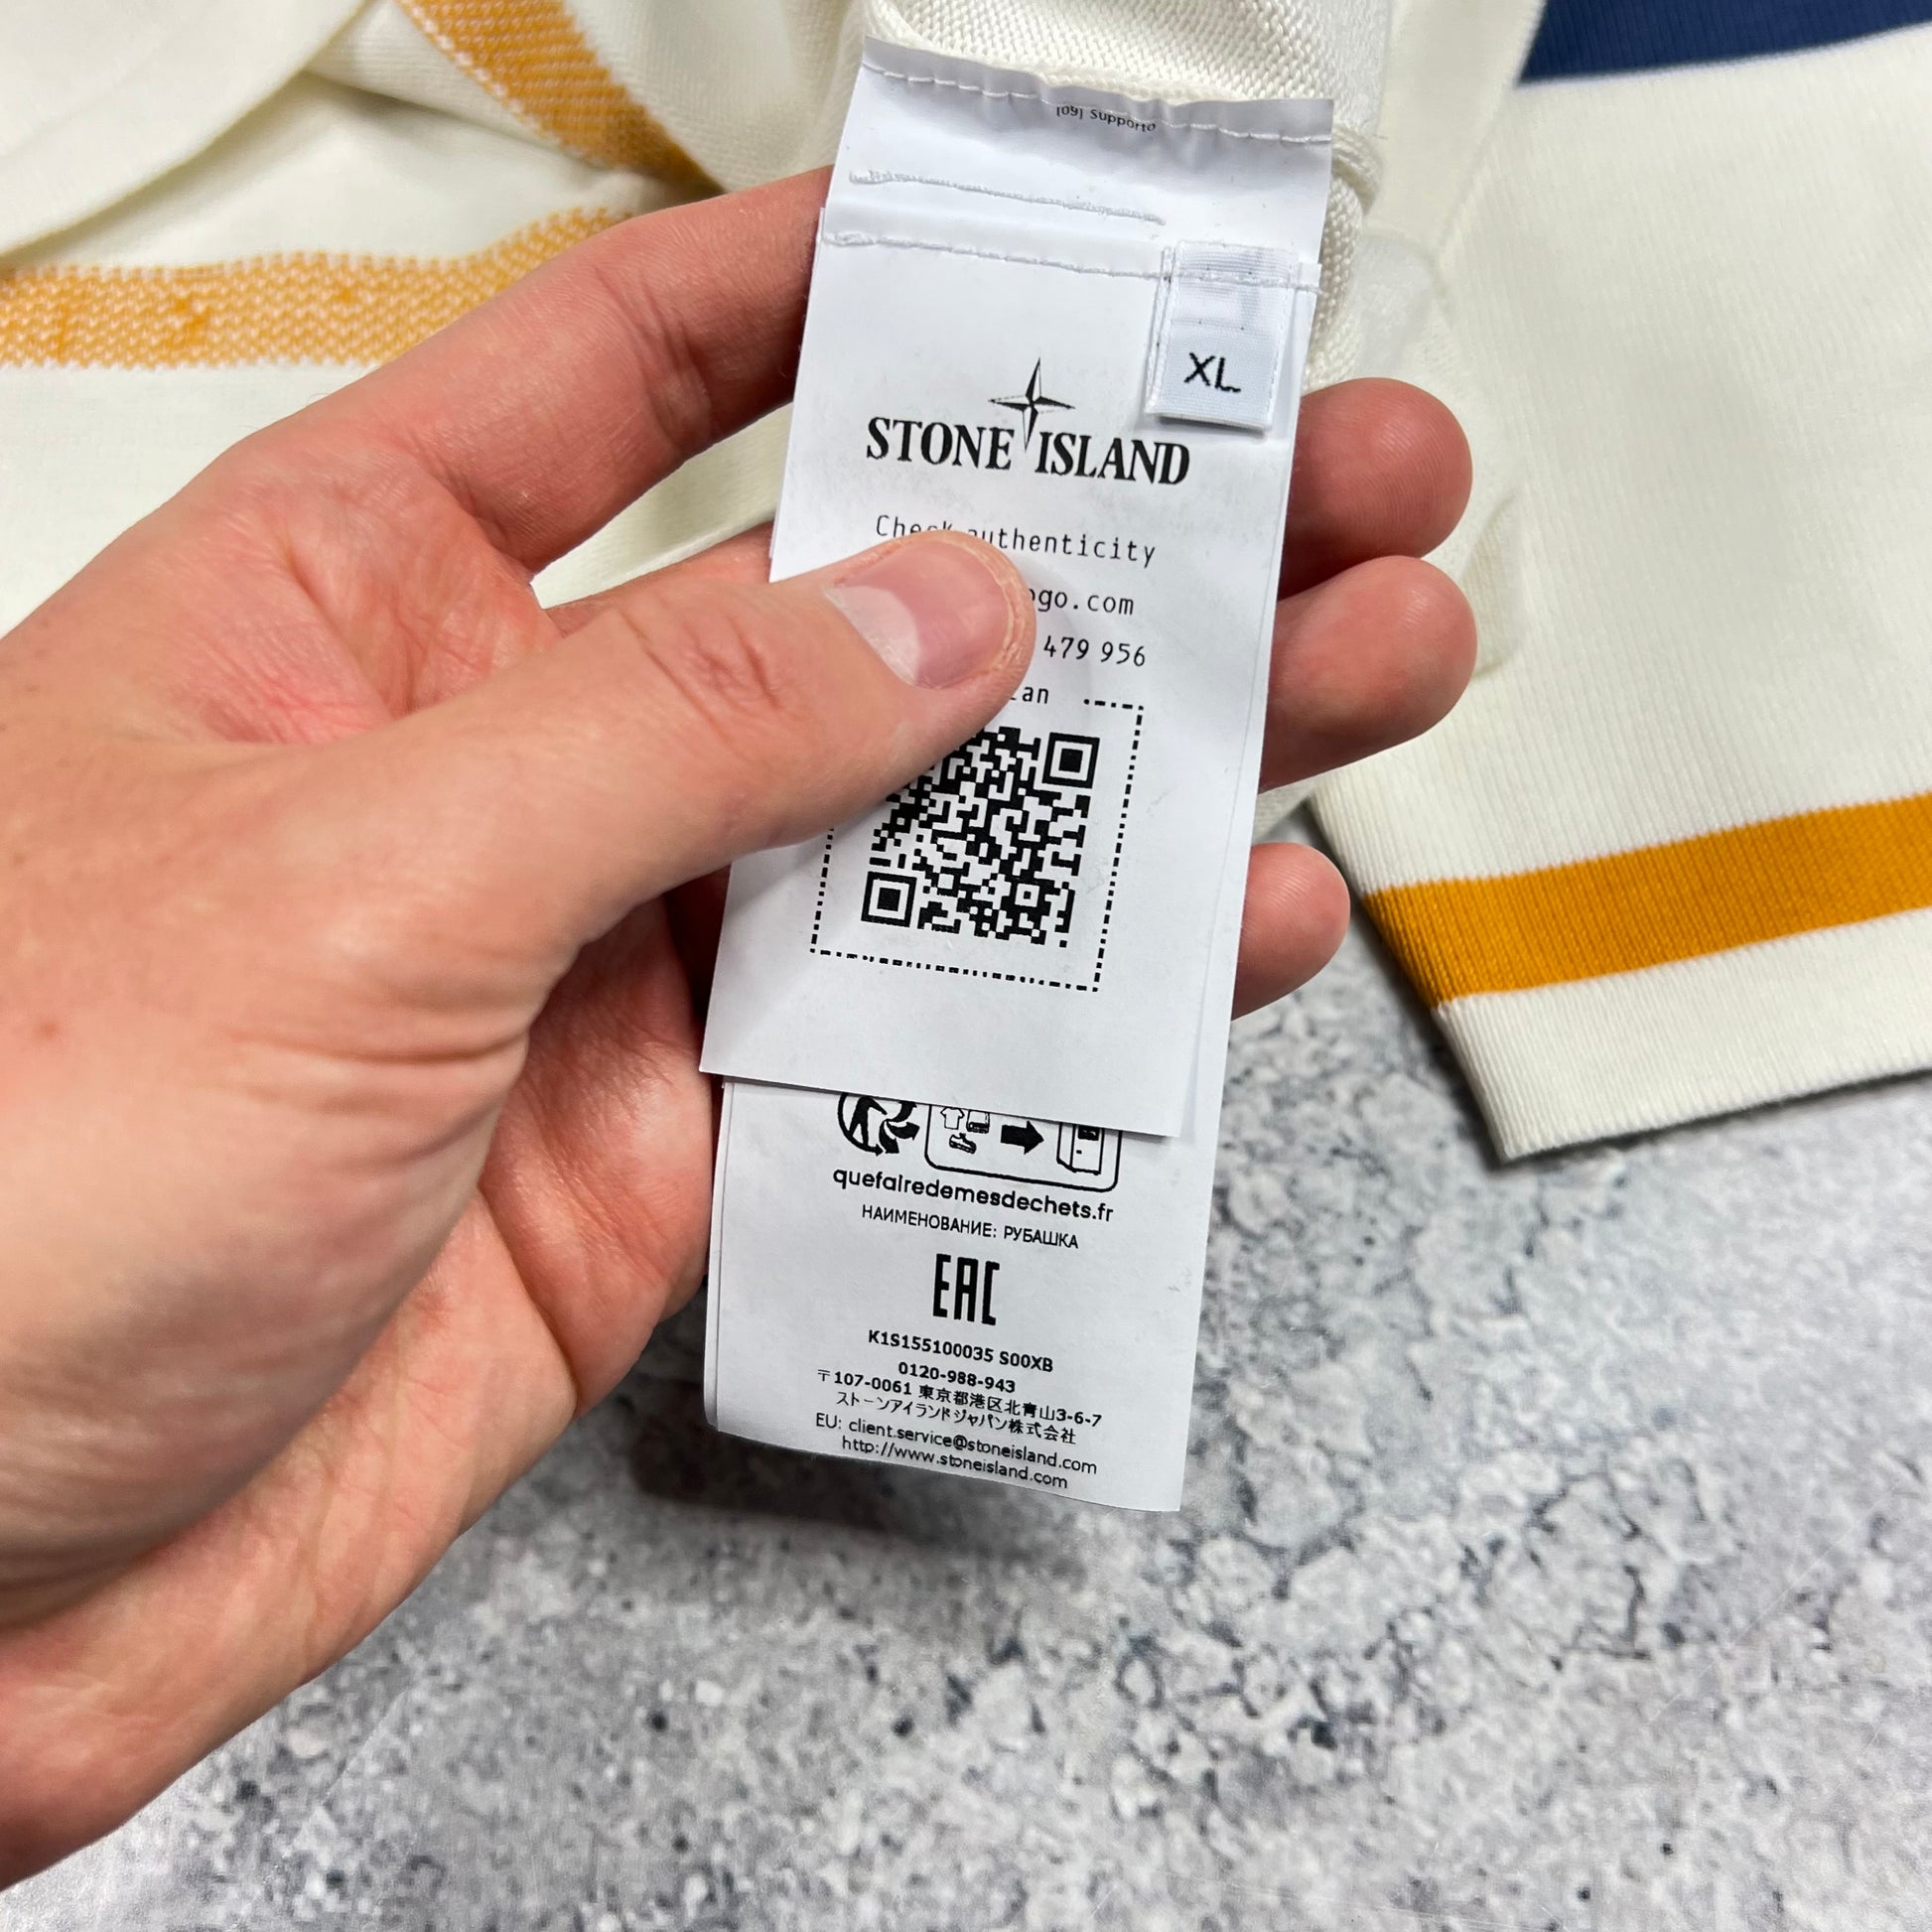 [09] Supporto
XL
STONE ISLAND
Check authenticity
ogo.com
479 956
an
quefairedemesdechets.fr
НАИМЕНОВАНИЕ: РУБАШКА
EAC
K1S155100035 S00XB
0120-988-943
〒107-0061 東京都港区北青山3-6-7
ストーンアイランドジャパン株式会社
EU: client.service@stoneisland.com
http://www.stoneisland.com